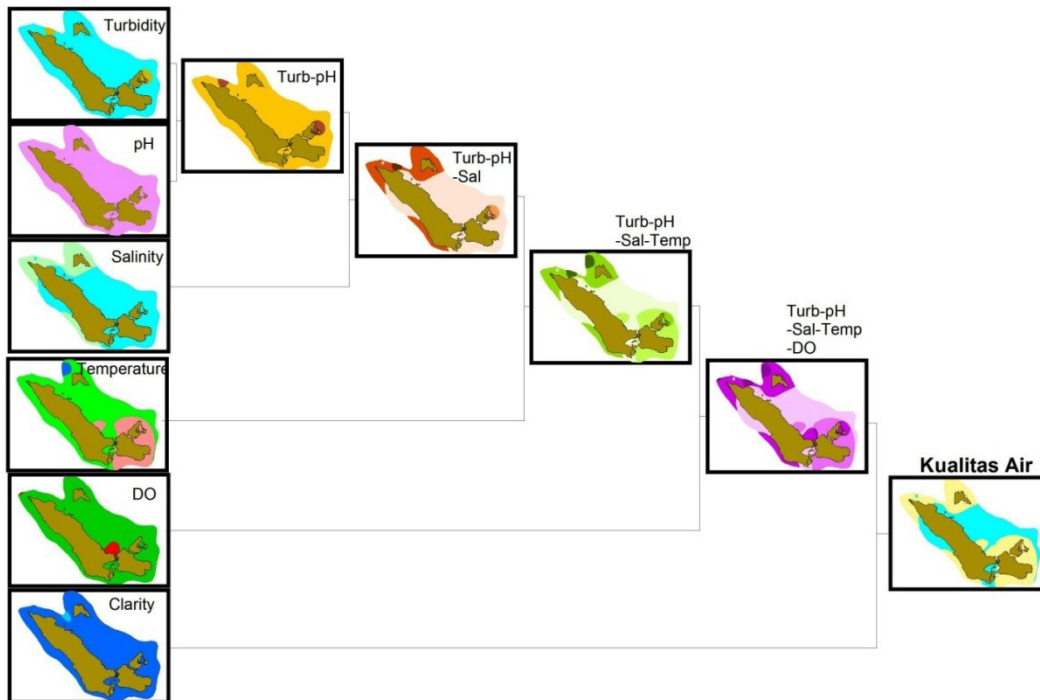 Turbidity
Turb-pH
pH
Turb-pH
-Sal
Salinity
Turb-pH
-Sal-Temp
Turb-pH
-Sal-Temp
-DO
Temperature
DO
Kualitas Air
Clarity